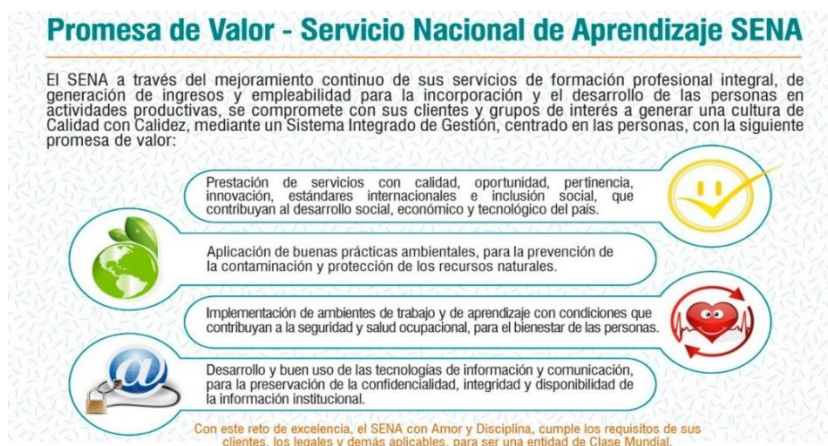 Promesa de Valor - Servicio Nacional de Aprendizaje SENA
El SENA a través del mejoramiento continuo de sus servicios de formación profesional integral, de
generación de ingresos y empleabilidad para la incorporación y el desarrollo de las personas en
actividades productivas, se compromete con sus clientes y grupos de interés a generar una cultura de
Calidad con Calidez, mediante un Sistema Integrado de Gestión, centrado en las personas, con la siguiente
promesa de valor:
Prestación de servicios con calidad, oportunidad, pertinencia,
innovación, estándares internacionales e inclusión social, que
contribuyan al desarrollo social, económico y tecnológico del país.
Aplicación de buenas prácticas ambientales, para la prevención de
la contaminación y protección de los recursos naturales.
Implementación de ambientes de trabajo y de aprendizaje con condiciones que
contribuyan a la seguridad y salud ocupacional, para el bienestar de las personas.
Desarrollo y buen uso de las tecnologías de información y comunicación,
para la preservación de la confidencialidad, integridad y disponibilidad de
la información institucional.
Con este reto de excelencia, el SENA con Amor y Disciplina, cumple los requisitos de sus
clientes, los legales y demás aplicables, para ser una entidad de Clase Mundial.